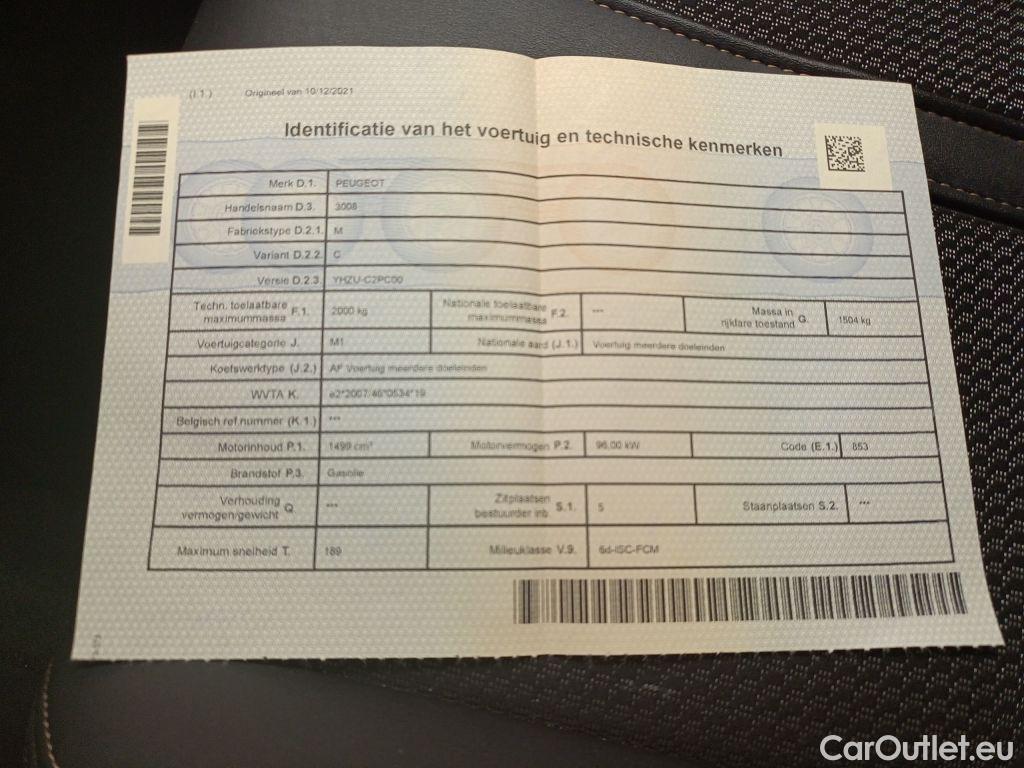 (I.1.) Origineel van 10/12/2021
Identificatie van het voertuig en technische kenmerken
Merk D.1. PEUGEOT
Handelsnaam D.3. 3008
Fabriekstype D.2.1. M
Variant D.2.2. C
Versie D.2.3. YHZU-C2PC00
Techn. toelaatbare maximummassa F.1. 2000 kg Nationale toelaatbare maximummassa F.2. *** Massa in rijklare toestand G. 1504 kg
Voertuigcategorie J. M1 Nationale aard (J.1.) Voertuig meerdere doeleinden
Koetswerktype (J.2.) AF Voertuig meerdere doeleinden
WVTA K. e2*2007/46*0534*19
Belgisch ref.nummer (K.1.) ***
Motorinhoud P.1. 1499 cm³ Motorvermogen P.2. 96.00 kW Code (E.1.) 853
Brandstof P.3. Gasolie
Verhouding vermogen/gewicht Q. *** Zitplaatsen bestuurder inb. S.1. 5 Staanplaatsen S.2. ***
Maximum snelheid T. 189 Milieuklasse V.9. 6d-ISC-FCM
CarOutlet.eu